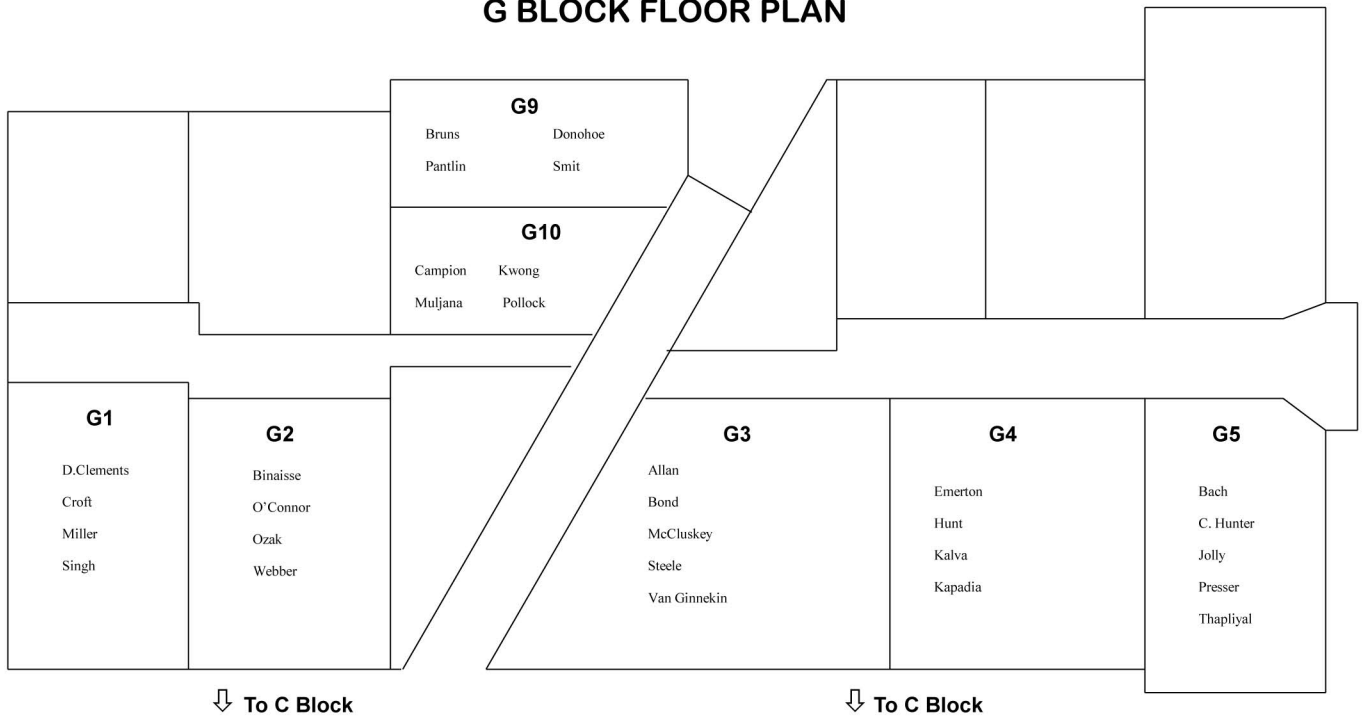 G BLOCK FLOOR PLAN
G9
Bruns Donohoe
Pantlin Smit
G10
Campion Kwong
Muljana Pollock
G1
D.Clements
Croft
Miller
Singh
G2
Binaisse
O’Connor
Ozak
Webber
G3
Allan
Bond
McCluskey
Steele
Van Ginnekin
G4
Emerton
Hunt
Kalva
Kapadia
G5
Bach
C. Hunter
Jolly
Presser
Thapliyal
⇩ To C Block
⇩ To C Block